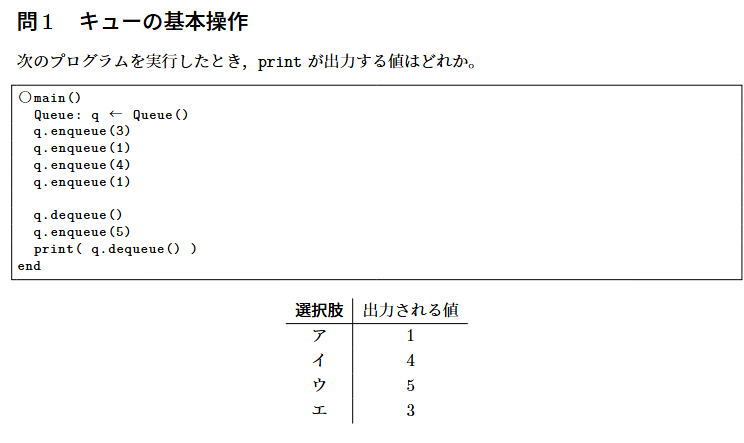 問 1　キューの基本操作
次のプログラムを実行したとき，print が出力する値はどれか。
○main()
Queue: q ← Queue()
q.enqueue(3)
q.enqueue(1)
q.enqueue(4)
q.enqueue(1)
q.dequeue()
q.enqueue(5)
print( q.dequeue() )
end
選択肢　出力される値
ア　1
イ　4
ウ　5
エ　3